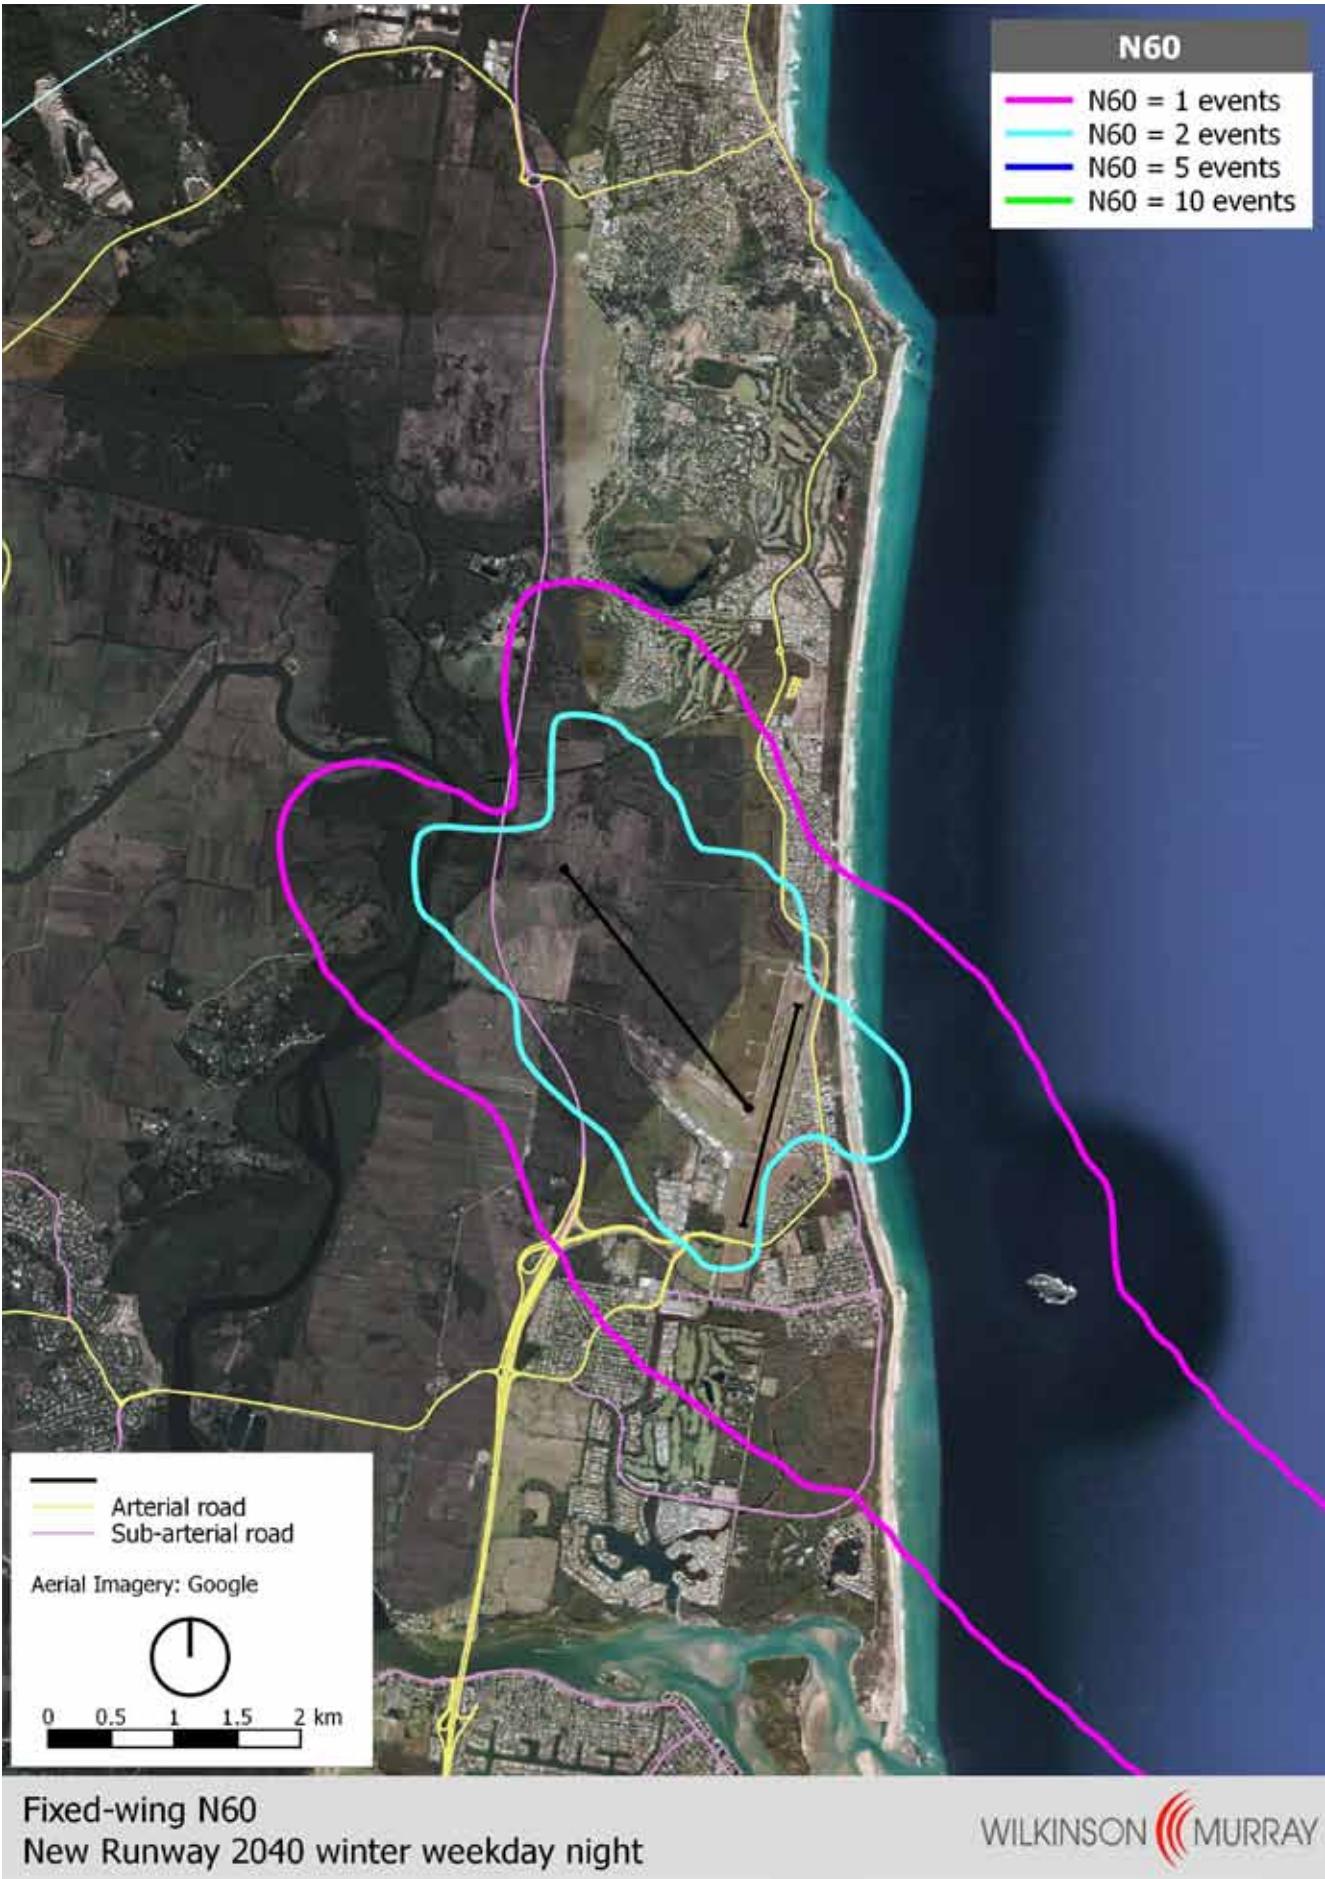 N60
N60 = 1 events
N60 = 2 events
N60 = 5 events
N60 = 10 events
Arterial road
Sub-arterial road
Aerial Imagery: Google
0 0.5 1 1.5 2 km
Fixed-wing N60
New Runway 2040 winter weekday night
WILKINSON MURRAY